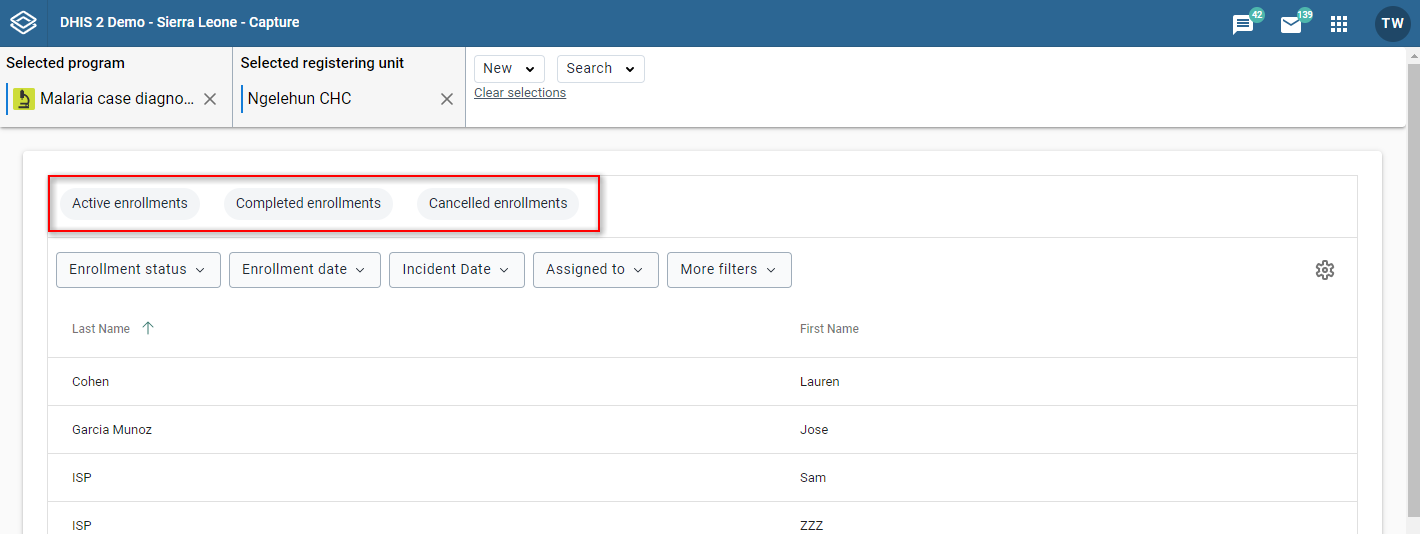 DHIS 2 Demo - Sierra Leone - Capture
42
139
TW
Selected program
Malaria case diagno...
Selected registering unit
Ngelehun CHC
New
Search
Clear selections
Active enrollments
Completed enrollments
Cancelled enrollments
Enrollment status
Enrollment date
Incident Date
Assigned to
More filters
Last Name
First Name
Cohen
Lauren
Garcia Munoz
Jose
ISP
Sam
ISP
ZZZ